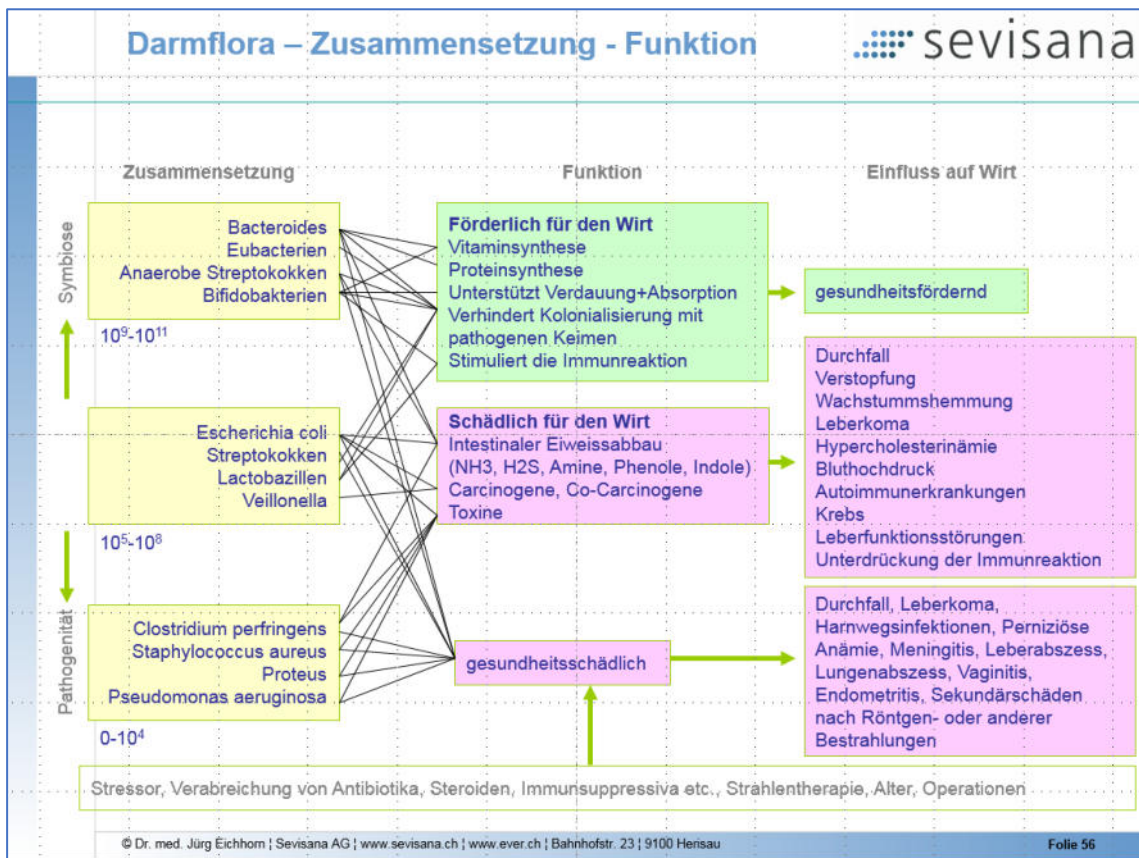 Darmflora – Zusammensetzung - Funktion
sevisana
Zusammensetzung
Funktion
Einfluss auf Wirt
Symbiose
Bacteroides
Eubacterien
Anaerobe Streptokokken
Bifidobakterien
10⁹-10¹¹
Förderlich für den Wirt
Vitaminsynthese
Proteinsynthese
Unterstützt Verdauung+Absorption
Verhindert Kolonialisierung mit
pathogenen Keimen
Stimuliert die Immunreaktion
gesundheitsfördernd
Escherichia coli
Streptokokken
Lactobazillen
Veillonella
10⁵-10⁸
Schädlich für den Wirt
Intestinaler Eiweissabbau
(NH3, H2S, Amine, Phenole, Indole)
Carcinogene, Co-Carcinogene
Toxine
Durchfall
Verstopfung
Wachstummshemmung
Leberkoma
Hypercholesterinämie
Bluthochdruck
Autoimmunerkrankungen
Krebs
Leberfunktionsstörungen
Unterdrückung der Immunreaktion
Pathogenität
Clostridium perfringens
Staphylococcus aureus
Proteus
Pseudomonas aeruginosa
0-10⁴
gesundheitsschädlich
Durchfall, Leberkoma,
Harnwegsinfektionen, Perniziöse
Anämie, Meningitis, Leberabszess,
Lungenabszess, Vaginitis,
Endometritis, Sekundärschäden
nach Röntgen- oder anderer
Bestrahlungen
Stressor, Verabreichung von Antibiotika, Steroiden, Immunsuppressiva etc., Strahlentherapie, Alter, Operationen
© Dr. med. Jürg Eichhorn ¦ Sevisana AG ¦ www.sevisana.ch ¦ www.ever.ch ¦ Bahnhofstr. 23 ¦ 9100 Herisau
Folie 56